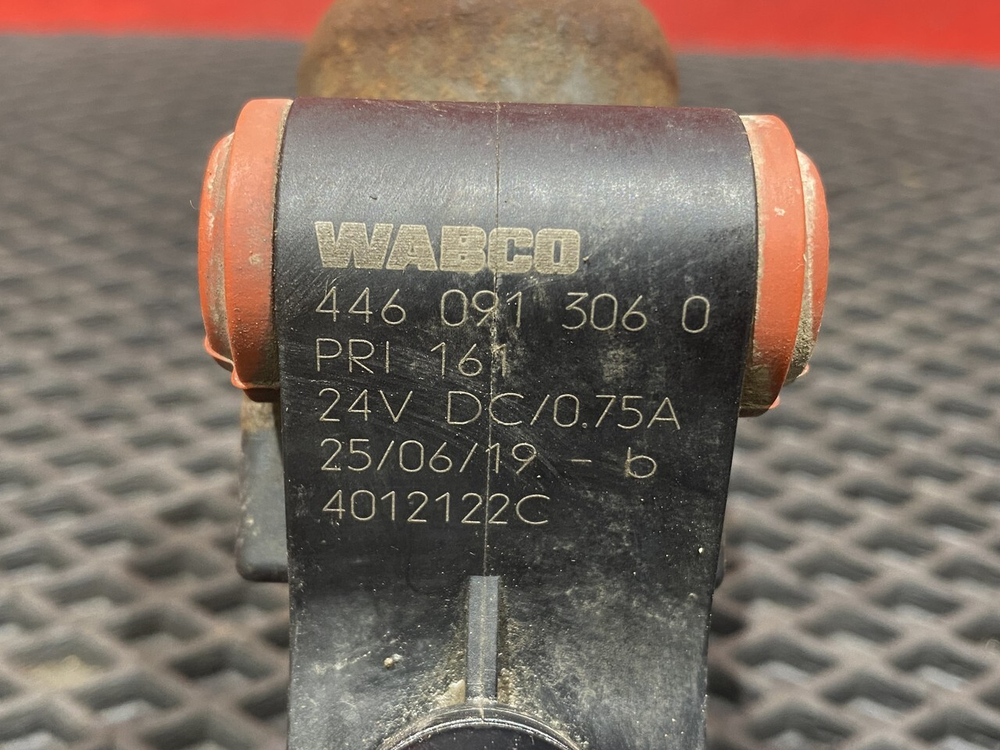 WABCO
446 091 306 0
PRI 161
24V DC/0.75A
25/06/19 - b
4012122C